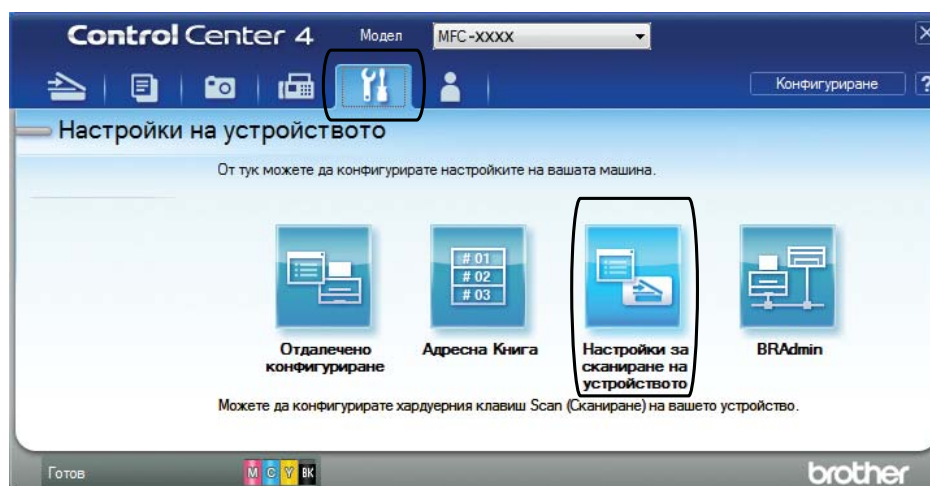 Control Center 4 Модел MFC-XXXX
Конфигуриране ?
Настройки на устройството
От тук можете да конфигурирате настройките на вашата машина.
# 01
# 02
# 03
Отдалечено
конфигуриране
Адресна Книга
Настройки за
сканиране на
устройството
BRAdmin
Можете да конфигурирате хардуерния клавиш Scan (Сканиране) на вашето устройство.
Готов M C Y BK brother